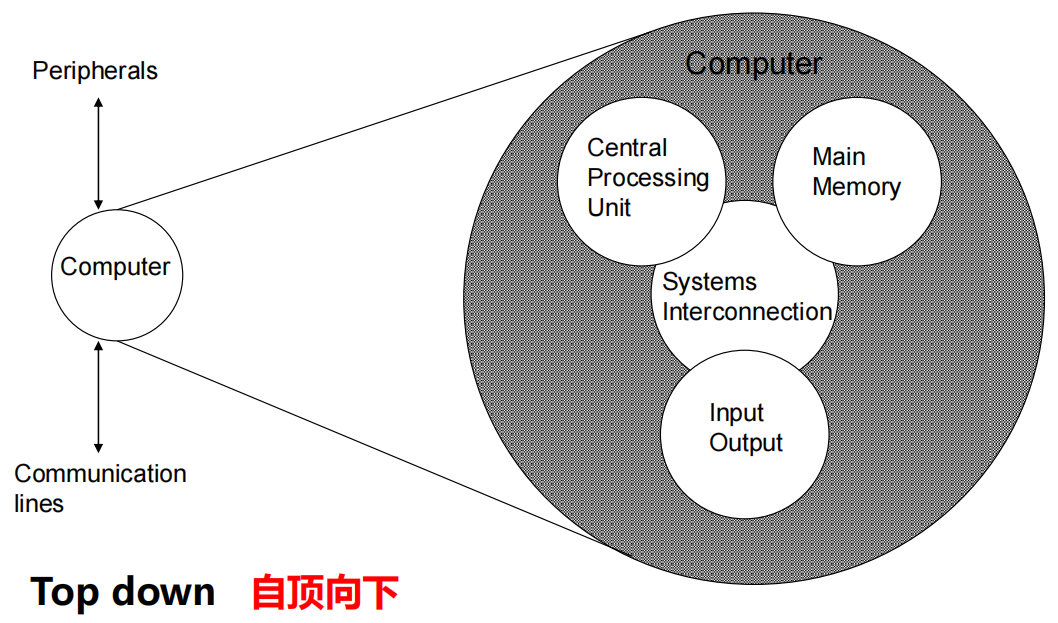 Peripherals
Computer
Communication
lines
Computer
Central
Processing
Unit
Main
Memory
Systems
Interconnection
Input
Output
Top down 自顶向下